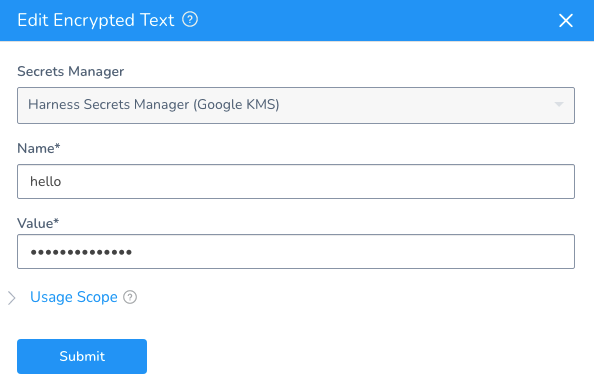 Edit Encrypted Text ?
Secrets Manager
Harness Secrets Manager (Google KMS)
Name*
hello
Value*
••••••••••••••
Usage Scope ?
Submit